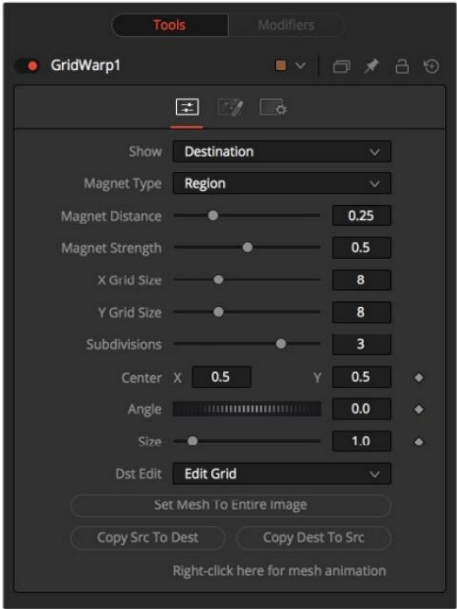 Tools Modifiers
GridWarp1
Show Destination
Magnet Type Region
Magnet Distance 0.25
Magnet Strength 0.5
X Grid Size 8
Y Grid Size 8
Subdivisions 3
Center X 0.5 Y 0.5
Angle 0.0
Size 1.0
Dst Edit Edit Grid
Set Mesh To Entire Image
Copy Src To Dest Copy Dest To Src
Right-click here for mesh animation